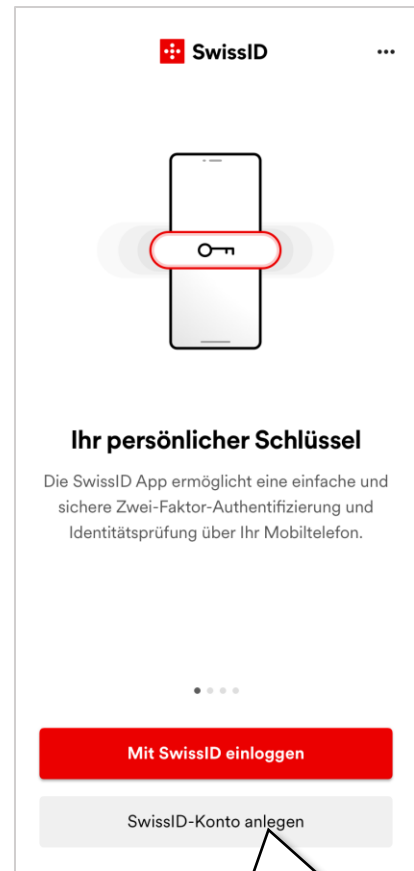 SwissID
Ihr persönlicher Schlüssel
Die SwissID App ermöglicht eine einfache und
sichere Zwei-Faktor-Authentifizierung und
Identitätsprüfung über Ihr Mobiltelefon.
Mit SwissID einloggen
SwissID-Konto anlegen